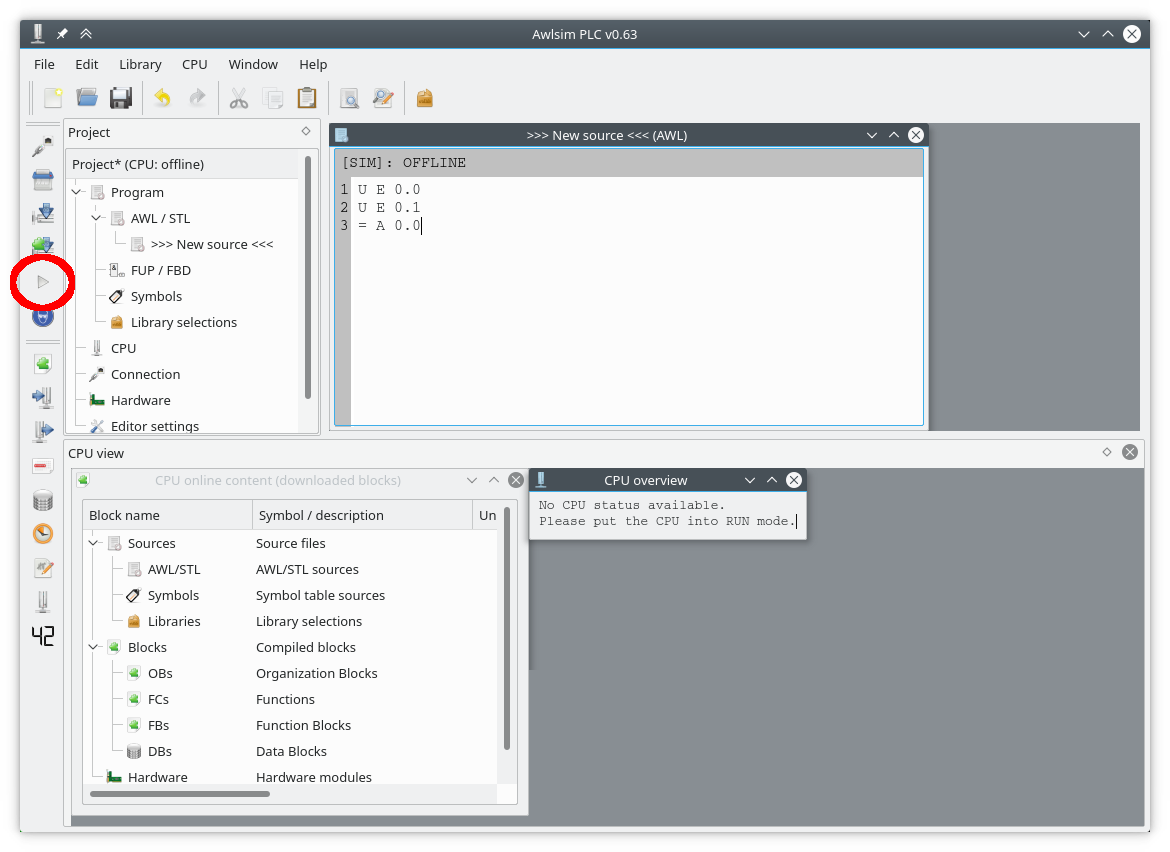 Awlsim PLC v0.63
File Edit Library CPU Window Help
Project
Project* (CPU: offline)
Program
AWL / STL
>>> New source <<<
FUP / FBD
Symbols
Library selections
CPU
Connection
Hardware
Editor settings
>>> New source <<< (AWL)
[SIM]: OFFLINE
1 U E 0.0
2 U E 0.1
3 = A 0.0
42
CPU view
CPU online content (downloaded blocks)
Block name Symbol / description Un
Sources Source files
AWL/STL AWL/STL sources
Symbols Symbol table sources
Libraries Library selections
Blocks Compiled blocks
OBs Organization Blocks
FCs Functions
FBs Function Blocks
DBs Data Blocks
Hardware Hardware modules
CPU overview
No CPU status available.
Please put the CPU into RUN mode.